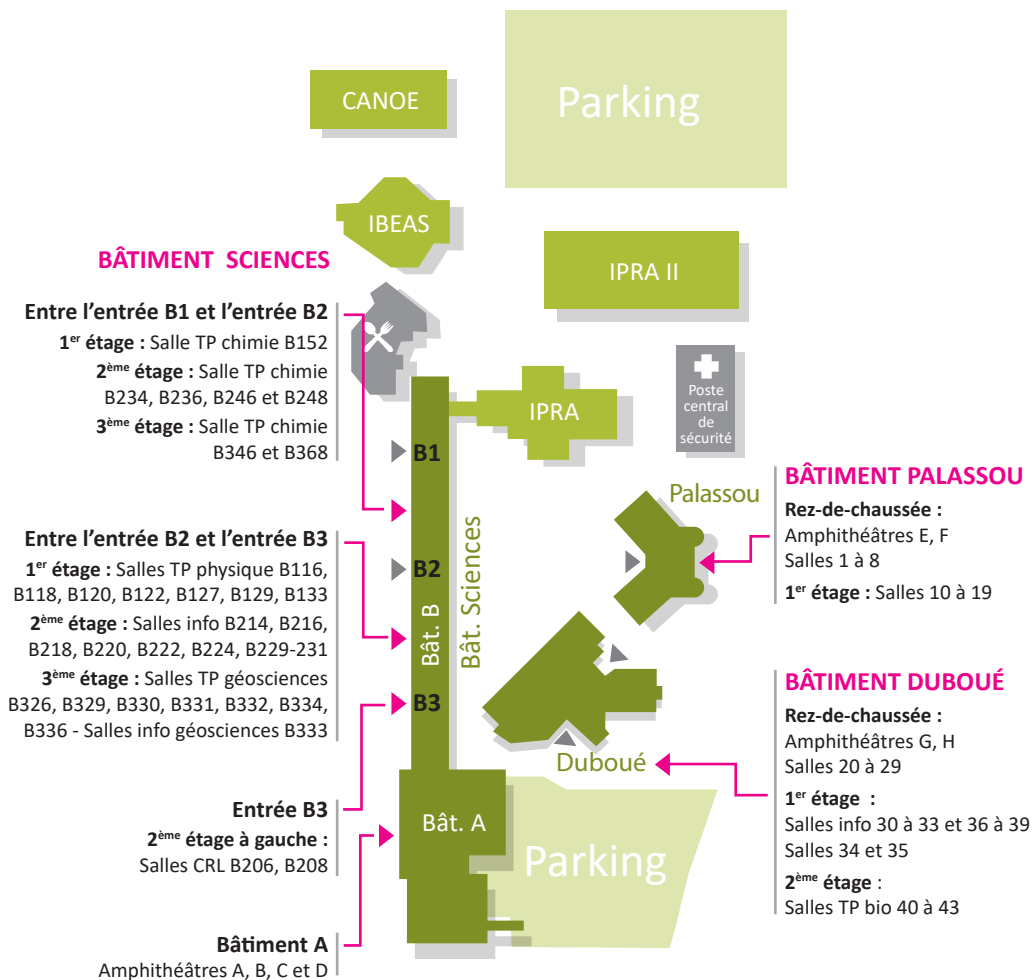 CANOE
Parking
IBEAS
IPRA II
BÂTIMENT SCIENCES
Entre l'entrée B1 et l'entrée B2
1er étage : Salle TP chimie B152
2ème étage : Salle TP chimie
B234, B236, B246 et B248
3ème étage : Salle TP chimie
B346 et B368
IPRA
Poste
central
de
sécurité
B1
B2
B3
Bât. B
Bât. Sciences
Palassou
BÂTIMENT PALASSOU
Rez-de-chaussée :
Amphithéâtres E, F
Salles 1 à 8
1er étage : Salles 10 à 19
Entre l'entrée B2 et l'entrée B3
1er étage : Salles TP physique B116,
B118, B120, B122, B127, B129, B133
2ème étage : Salles info B214, B216,
B218, B220, B222, B224, B229-231
3ème étage : Salles TP géosciences
B326, B329, B330, B331, B332, B334,
B336 - Salles info géosciences B333
Duboué
BÂTIMENT DUBOUÉ
Rez-de-chaussée :
Amphithéâtres G, H
Salles 20 à 29
1er étage :
Salles info 30 à 33 et 36 à 39
Salles 34 et 35
2ème étage :
Salles TP bio 40 à 43
Entrée B3
2ème étage à gauche :
Salles CRL B206, B208
Bât. A
Parking
Bâtiment A
Amphithéâtres A, B, C et D